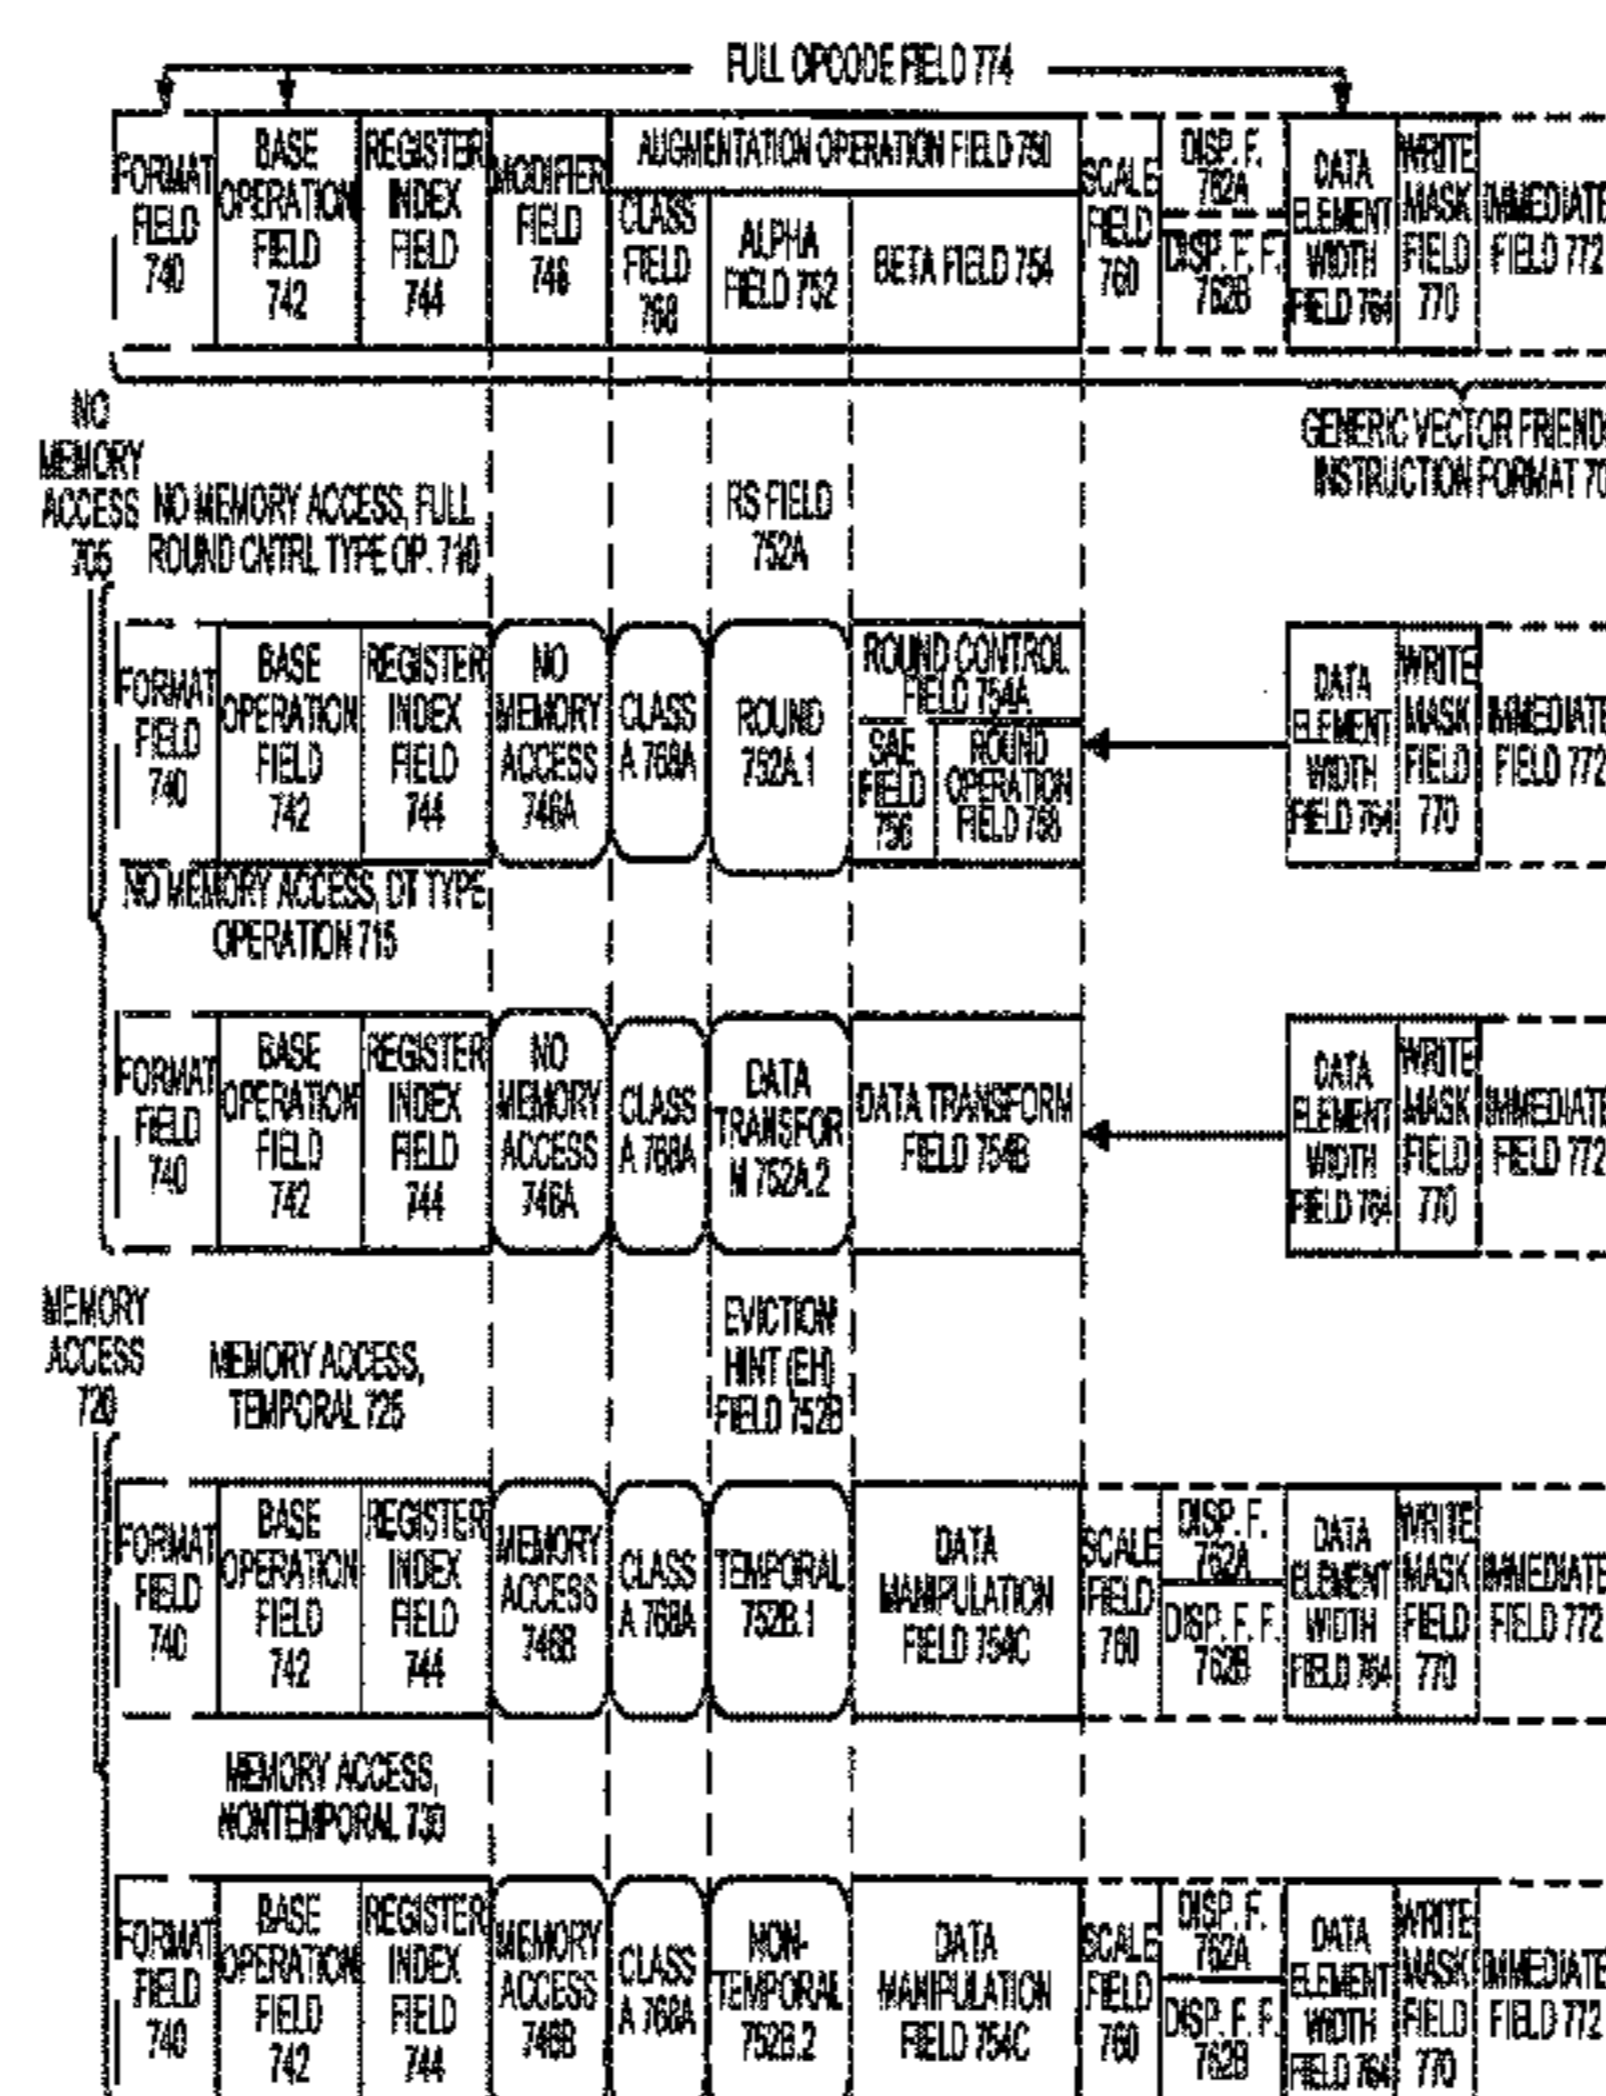 FULL OPCODE FIELD 774
FORMAT
FIELD
740
BASE
OPERATION
FIELD
742
REGISTER
INDEX
FIELD
744
MODIFIER
FIELD
746
AUGMENTATION OPERATION FIELD 750
CLASS
FIELD
768
ALPHA
FIELD 752
BETA FIELD 754
SCALE
FIELD
760
DISP. F.
762A
DISP. F. F.
762B
DATA
ELEMENT
WIDTH
FIELD 764
WRITE
MASK
FIELD
770
IMMEDIATE
FIELD 772
GENERIC VECTOR FRIEND
INSTRUCTION FORMAT 70
NO
MEMORY
ACCESS
705
NO MEMORY ACCESS, FULL
ROUND CNTRL TYPE OP. 710
RS FIELD
752A
FORMAT
FIELD
740
BASE
OPERATION
FIELD
742
REGISTER
INDEX
FIELD
744
NO
MEMORY
ACCESS
746A
CLASS
A 768A
ROUND
752A.1
ROUND CONTROL
FIELD 754A
SAE
FIELD
756
ROUND
OPERATION
FIELD 758
DATA
ELEMENT
WIDTH
FIELD 764
WRITE
MASK
FIELD
770
IMMEDIATE
FIELD 772
NO MEMORY ACCESS, DT TYPE
OPERATION 715
FORMAT
FIELD
740
BASE
OPERATION
FIELD
742
REGISTER
INDEX
FIELD
744
NO
MEMORY
ACCESS
746A
CLASS
A 768A
DATA
TRANSFOR
M 752A.2
DATA TRANSFORM
FIELD 754B
DATA
ELEMENT
WIDTH
FIELD 764
WRITE
MASK
FIELD
770
IMMEDIATE
FIELD 772
MEMORY
ACCESS
720
MEMORY ACCESS,
TEMPORAL 725
EVICTION
HINT (EH)
FIELD 752B
FORMAT
FIELD
740
BASE
OPERATION
FIELD
742
REGISTER
INDEX
FIELD
744
MEMORY
ACCESS
746B
CLASS
A 768A
TEMPORAL
752B.1
DATA
MANIPULATION
FIELD 754C
SCALE
FIELD
760
DISP. F.
762A
DISP. F. F.
762B
DATA
ELEMENT
WIDTH
FIELD 764
WRITE
MASK
FIELD
770
IMMEDIATE
FIELD 772
MEMORY ACCESS,
NONTEMPORAL 730
FORMAT
FIELD
740
BASE
OPERATION
FIELD
742
REGISTER
INDEX
FIELD
744
MEMORY
ACCESS
746B
CLASS
A 768A
NON-
TEMPORAL
752B.2
DATA
MANIPULATION
FIELD 754C
SCALE
FIELD
760
DISP. F.
762A
DISP. F. F.
762B
DATA
ELEMENT
WIDTH
FIELD 764
WRITE
MASK
FIELD
770
IMMEDIATE
FIELD 772